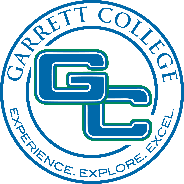 GARRETT COLLEGE
GC
EXPERIENCE. EXPLORE. EXCEL.